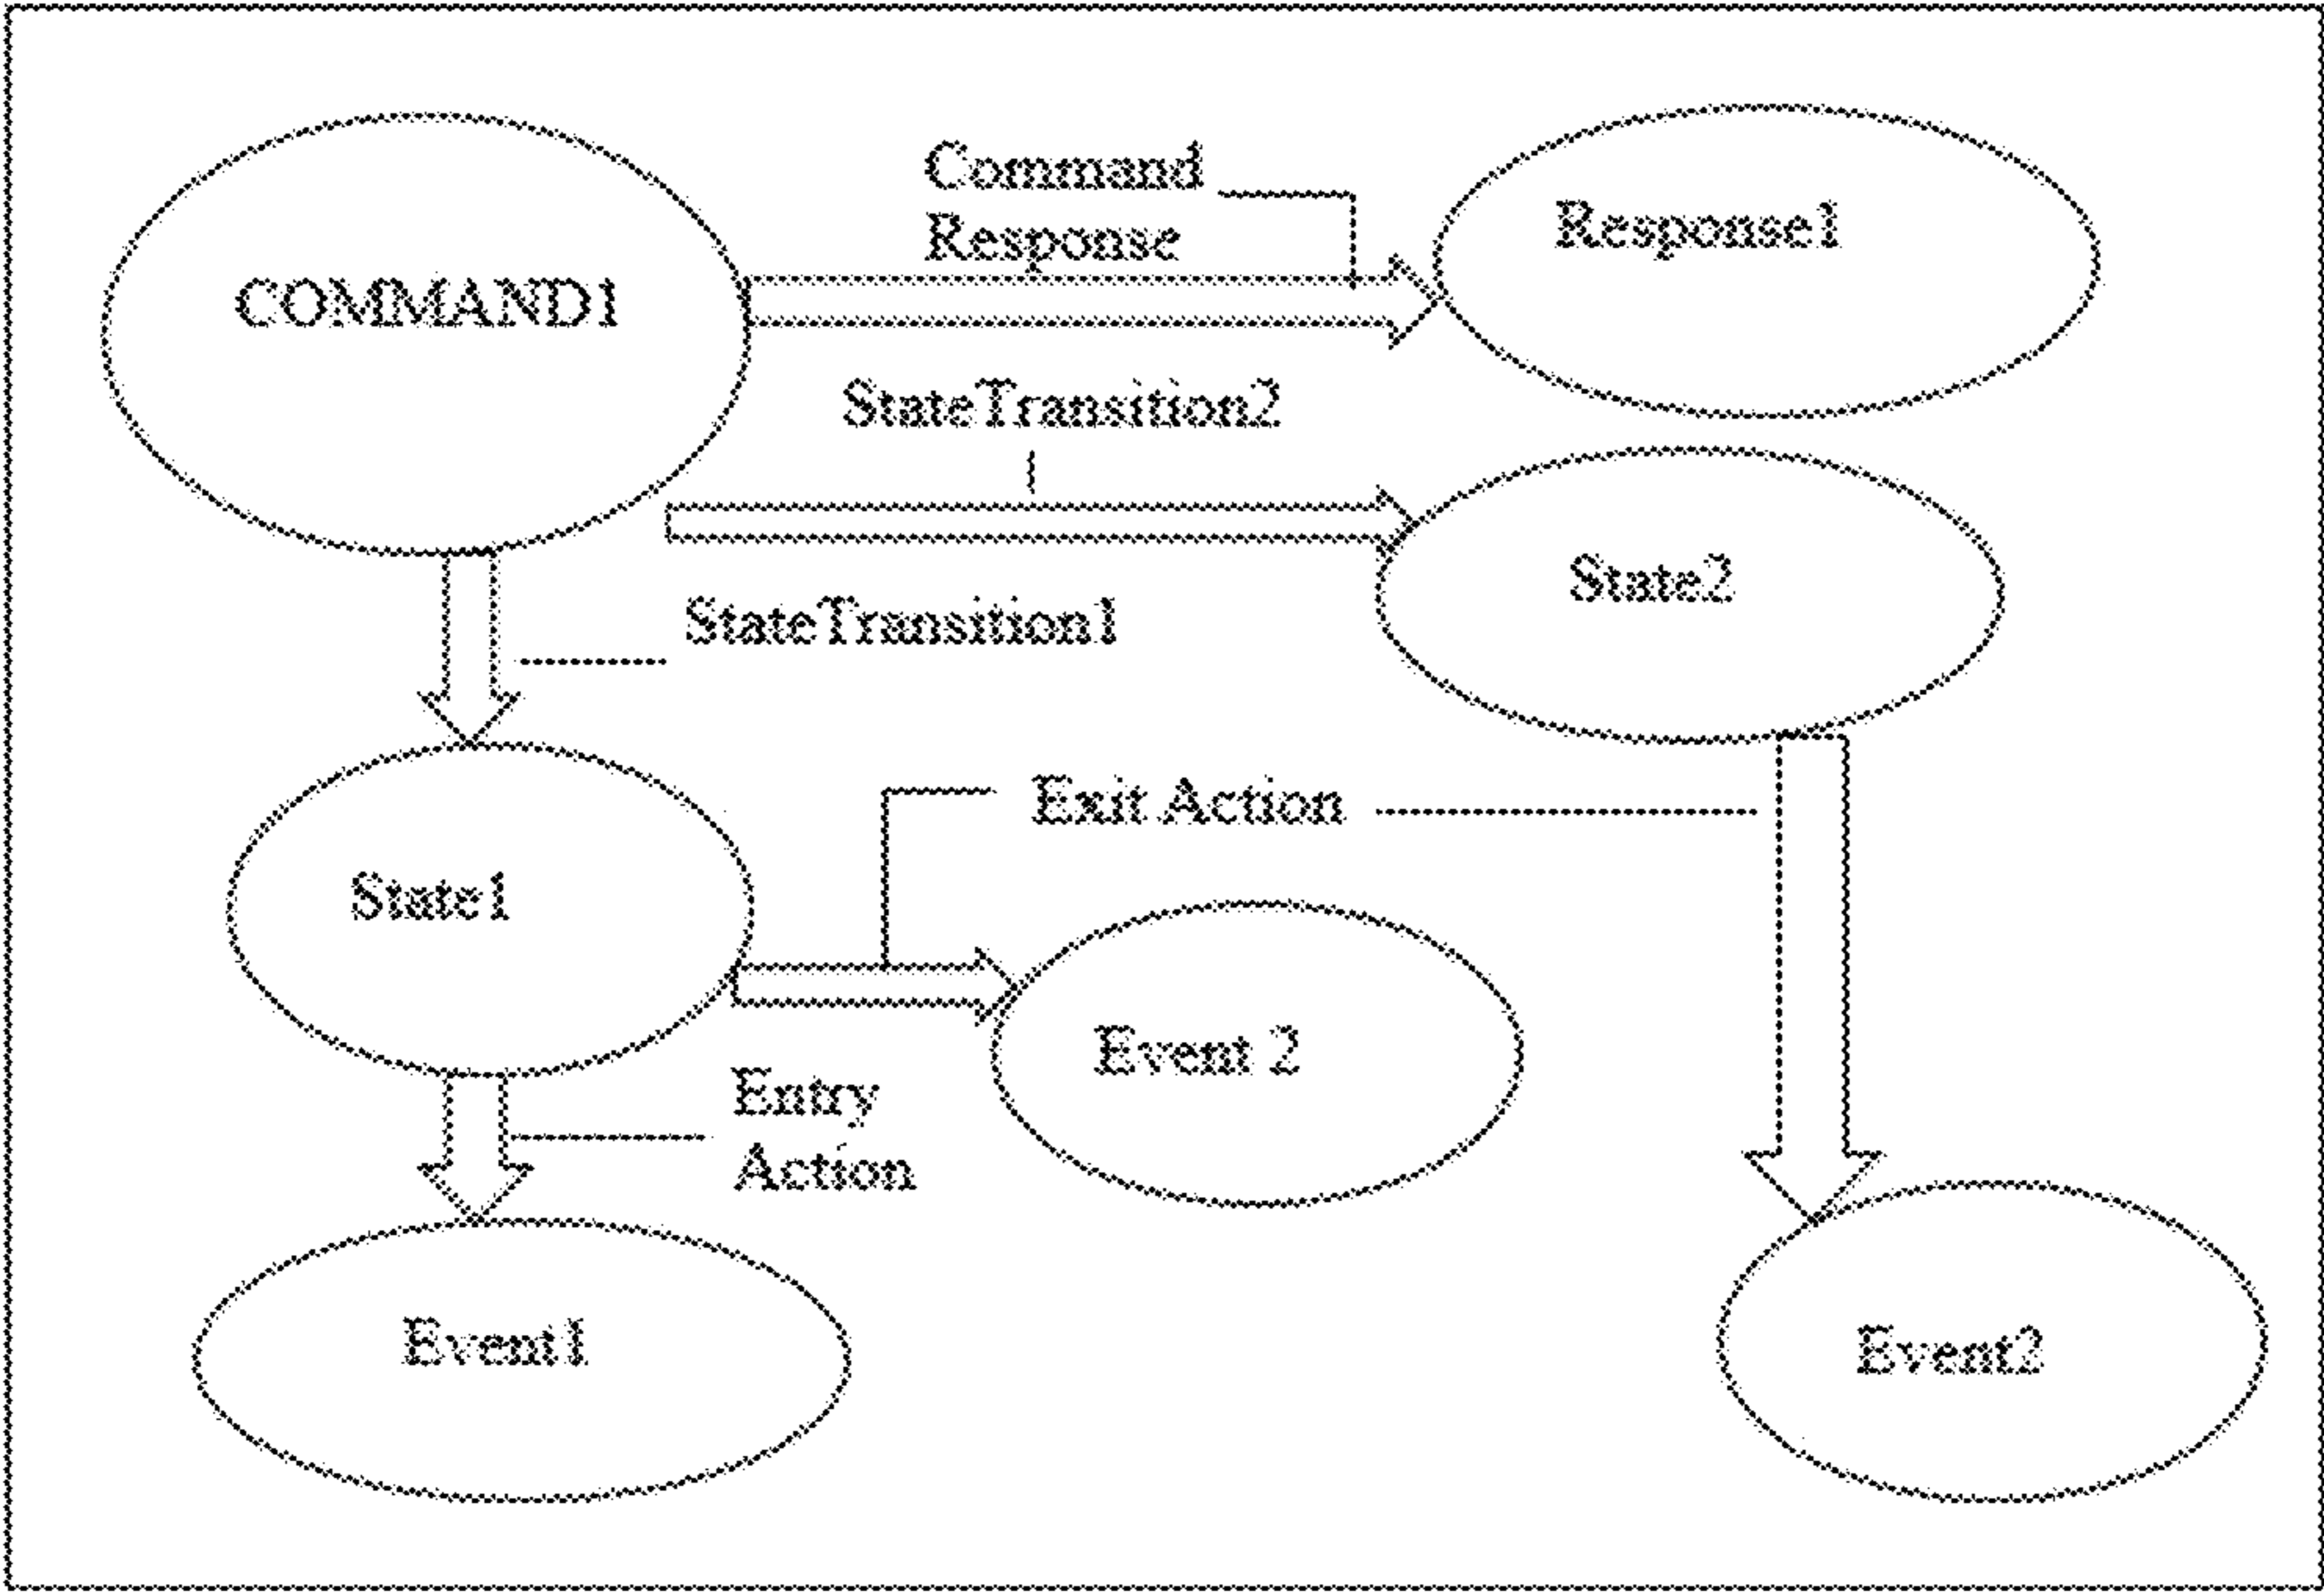 Command
Response
Response1
COMMAND1
StateTransition2
State2
StateTransition1
Exit Action
State1
Event 2
Entry
Action
Event1
Event2